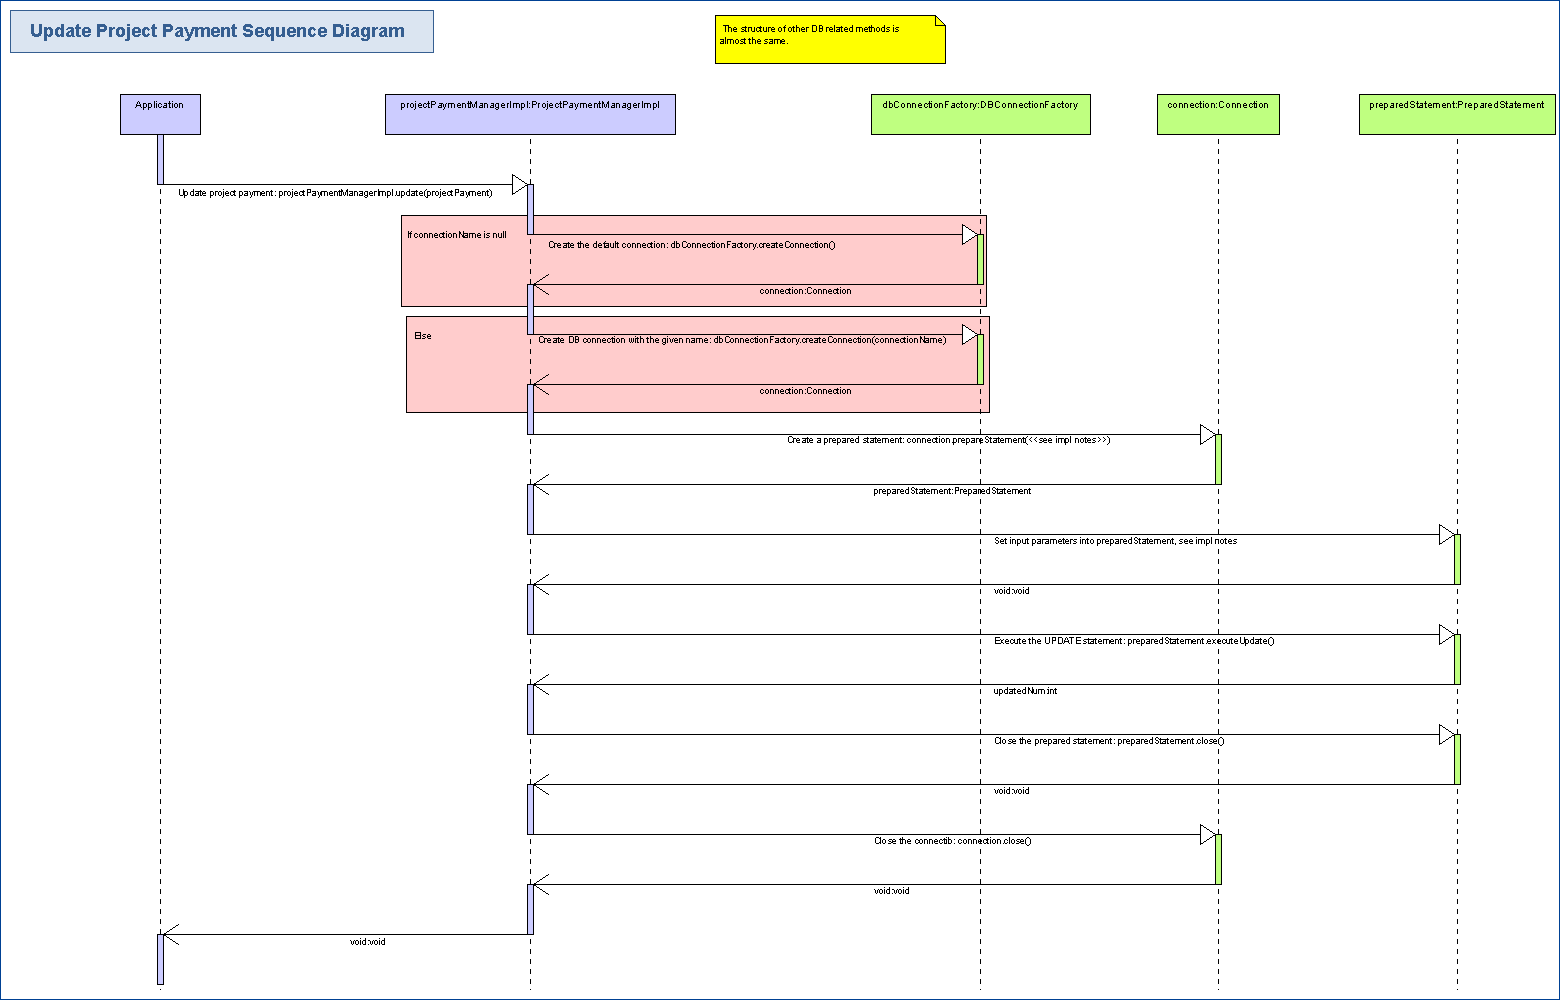 Update Project Payment Sequence Diagram
The structure of other DB related methods is
almost the same.
Application
projectPaymentManagerImpl:ProjectPaymentManagerImpl
dbConnectionFactory:DBConnectionFactory
connection:Connection
preparedStatement:PreparedStatement
Update project payment: projectPaymentManagerImpl.update(projectPayment)
If connectionName is null
Create the default connection: dbConnectionFactory.createConnection()
connection:Connection
Else
Create DB connection with the given name: dbConnectionFactory.createConnection(connectionName)
connection:Connection
Create a prepared statement: connection.prepareStatement(<<see impl notes>>)
preparedStatement:PreparedStatement
Set input parameters into preparedStatement, see impl notes
void:void
Execute the UPDATE statement: preparedStatement.executeUpdate()
updatedNum:int
Close the prepared statement: preparedStatement.close()
void:void
Close the connectib: connection.close()
void:void
void:void